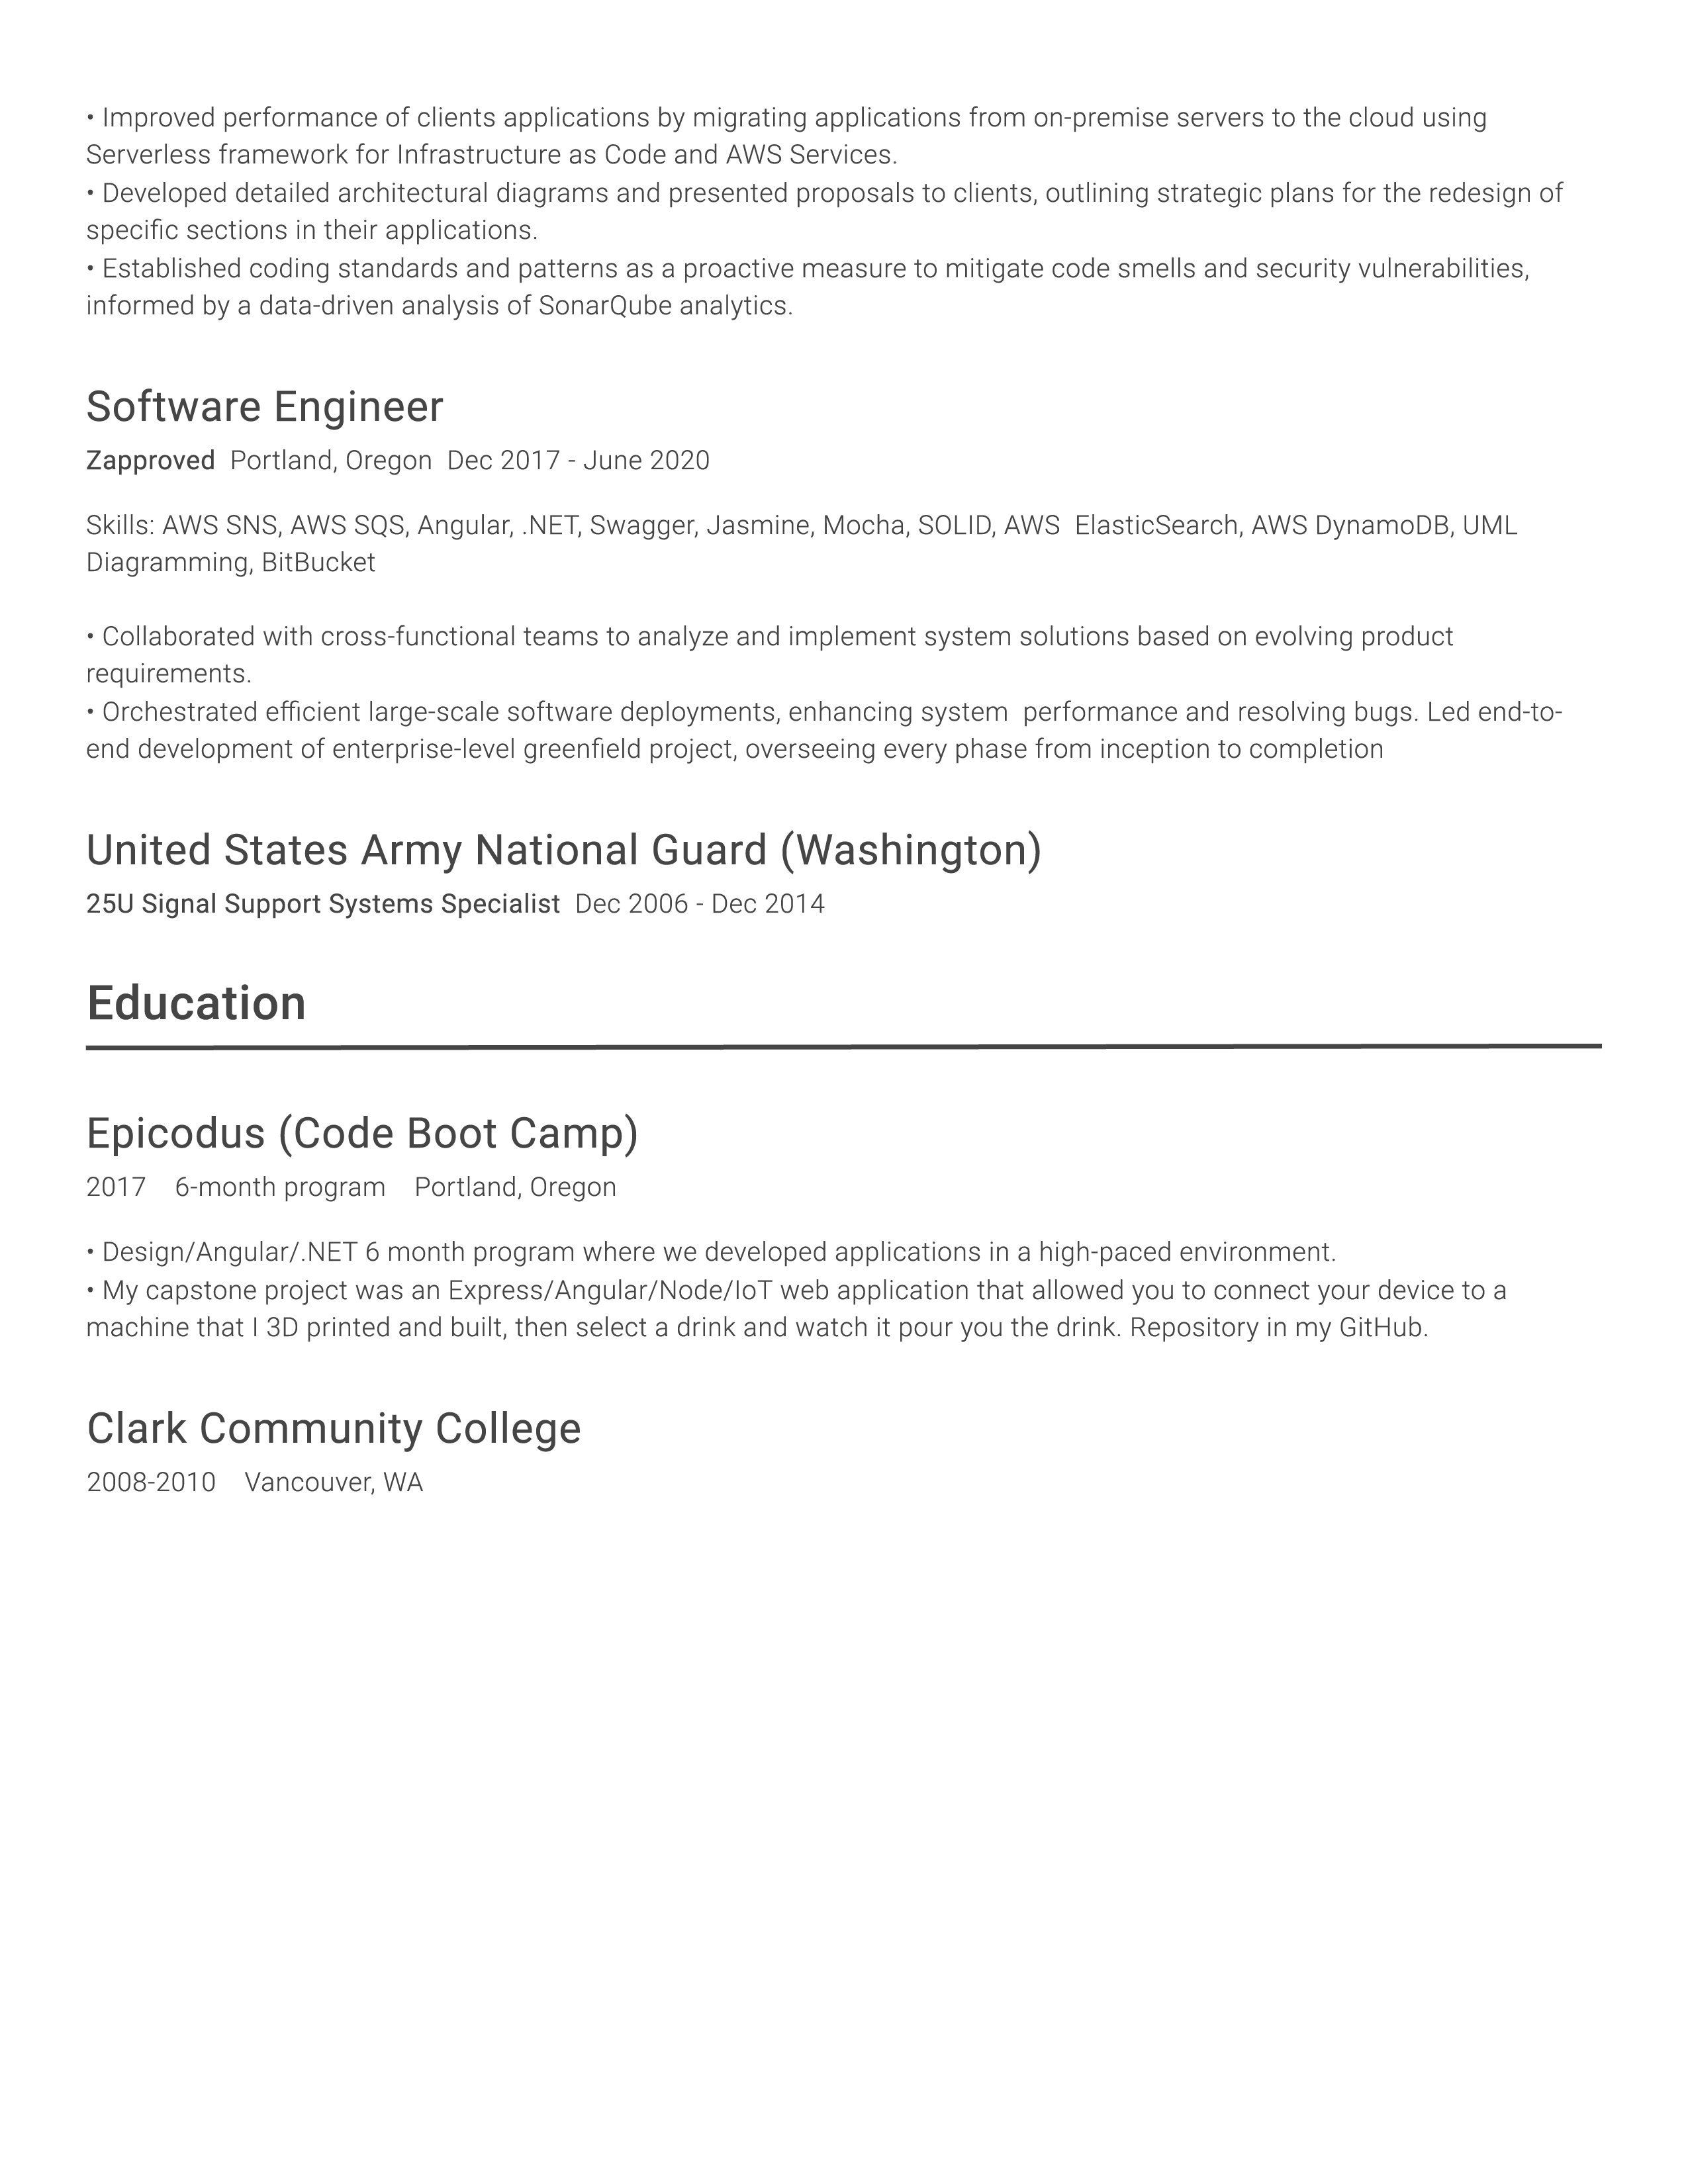 • Improved performance of clients applications by migrating applications from on-premise servers to the cloud using
Serverless framework for Infrastructure as Code and AWS Services.
• Developed detailed architectural diagrams and presented proposals to clients, outlining strategic plans for the redesign of
specific sections in their applications.
• Established coding standards and patterns as a proactive measure to mitigate code smells and security vulnerabilities,
informed by a data-driven analysis of SonarQube analytics.
Software Engineer
Zapproved Portland, Oregon Dec 2017 - June 2020
Skills: AWS SNS, AWS SQS, Angular, .NET, Swagger, Jasmine, Mocha, SOLID, AWS ElasticSearch, AWS DynamoDB, UML
Diagramming, BitBucket
• Collaborated with cross-functional teams to analyze and implement system solutions based on evolving product
requirements.
• Orchestrated efficient large-scale software deployments, enhancing system performance and resolving bugs. Led end-to-
end development of enterprise-level greenfield project, overseeing every phase from inception to completion
United States Army National Guard (Washington)
25U Signal Support Systems Specialist Dec 2006 - Dec 2014
Education
Epicodus (Code Boot Camp)
2017 6-month program Portland, Oregon
• Design/Angular/.NET 6 month program where we developed applications in a high-paced environment.
• My capstone project was an Express/Angular/Node/IoT web application that allowed you to connect your device to a
machine that I 3D printed and built, then select a drink and watch it pour you the drink. Repository in my GitHub.
Clark Community College
2008-2010 Vancouver, WA